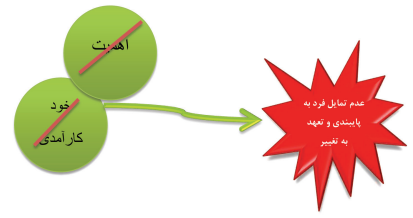 اهمیت
خود
کارآمدی
عدم تمایل فرد به
پایبندی و تعهد
به تغییر